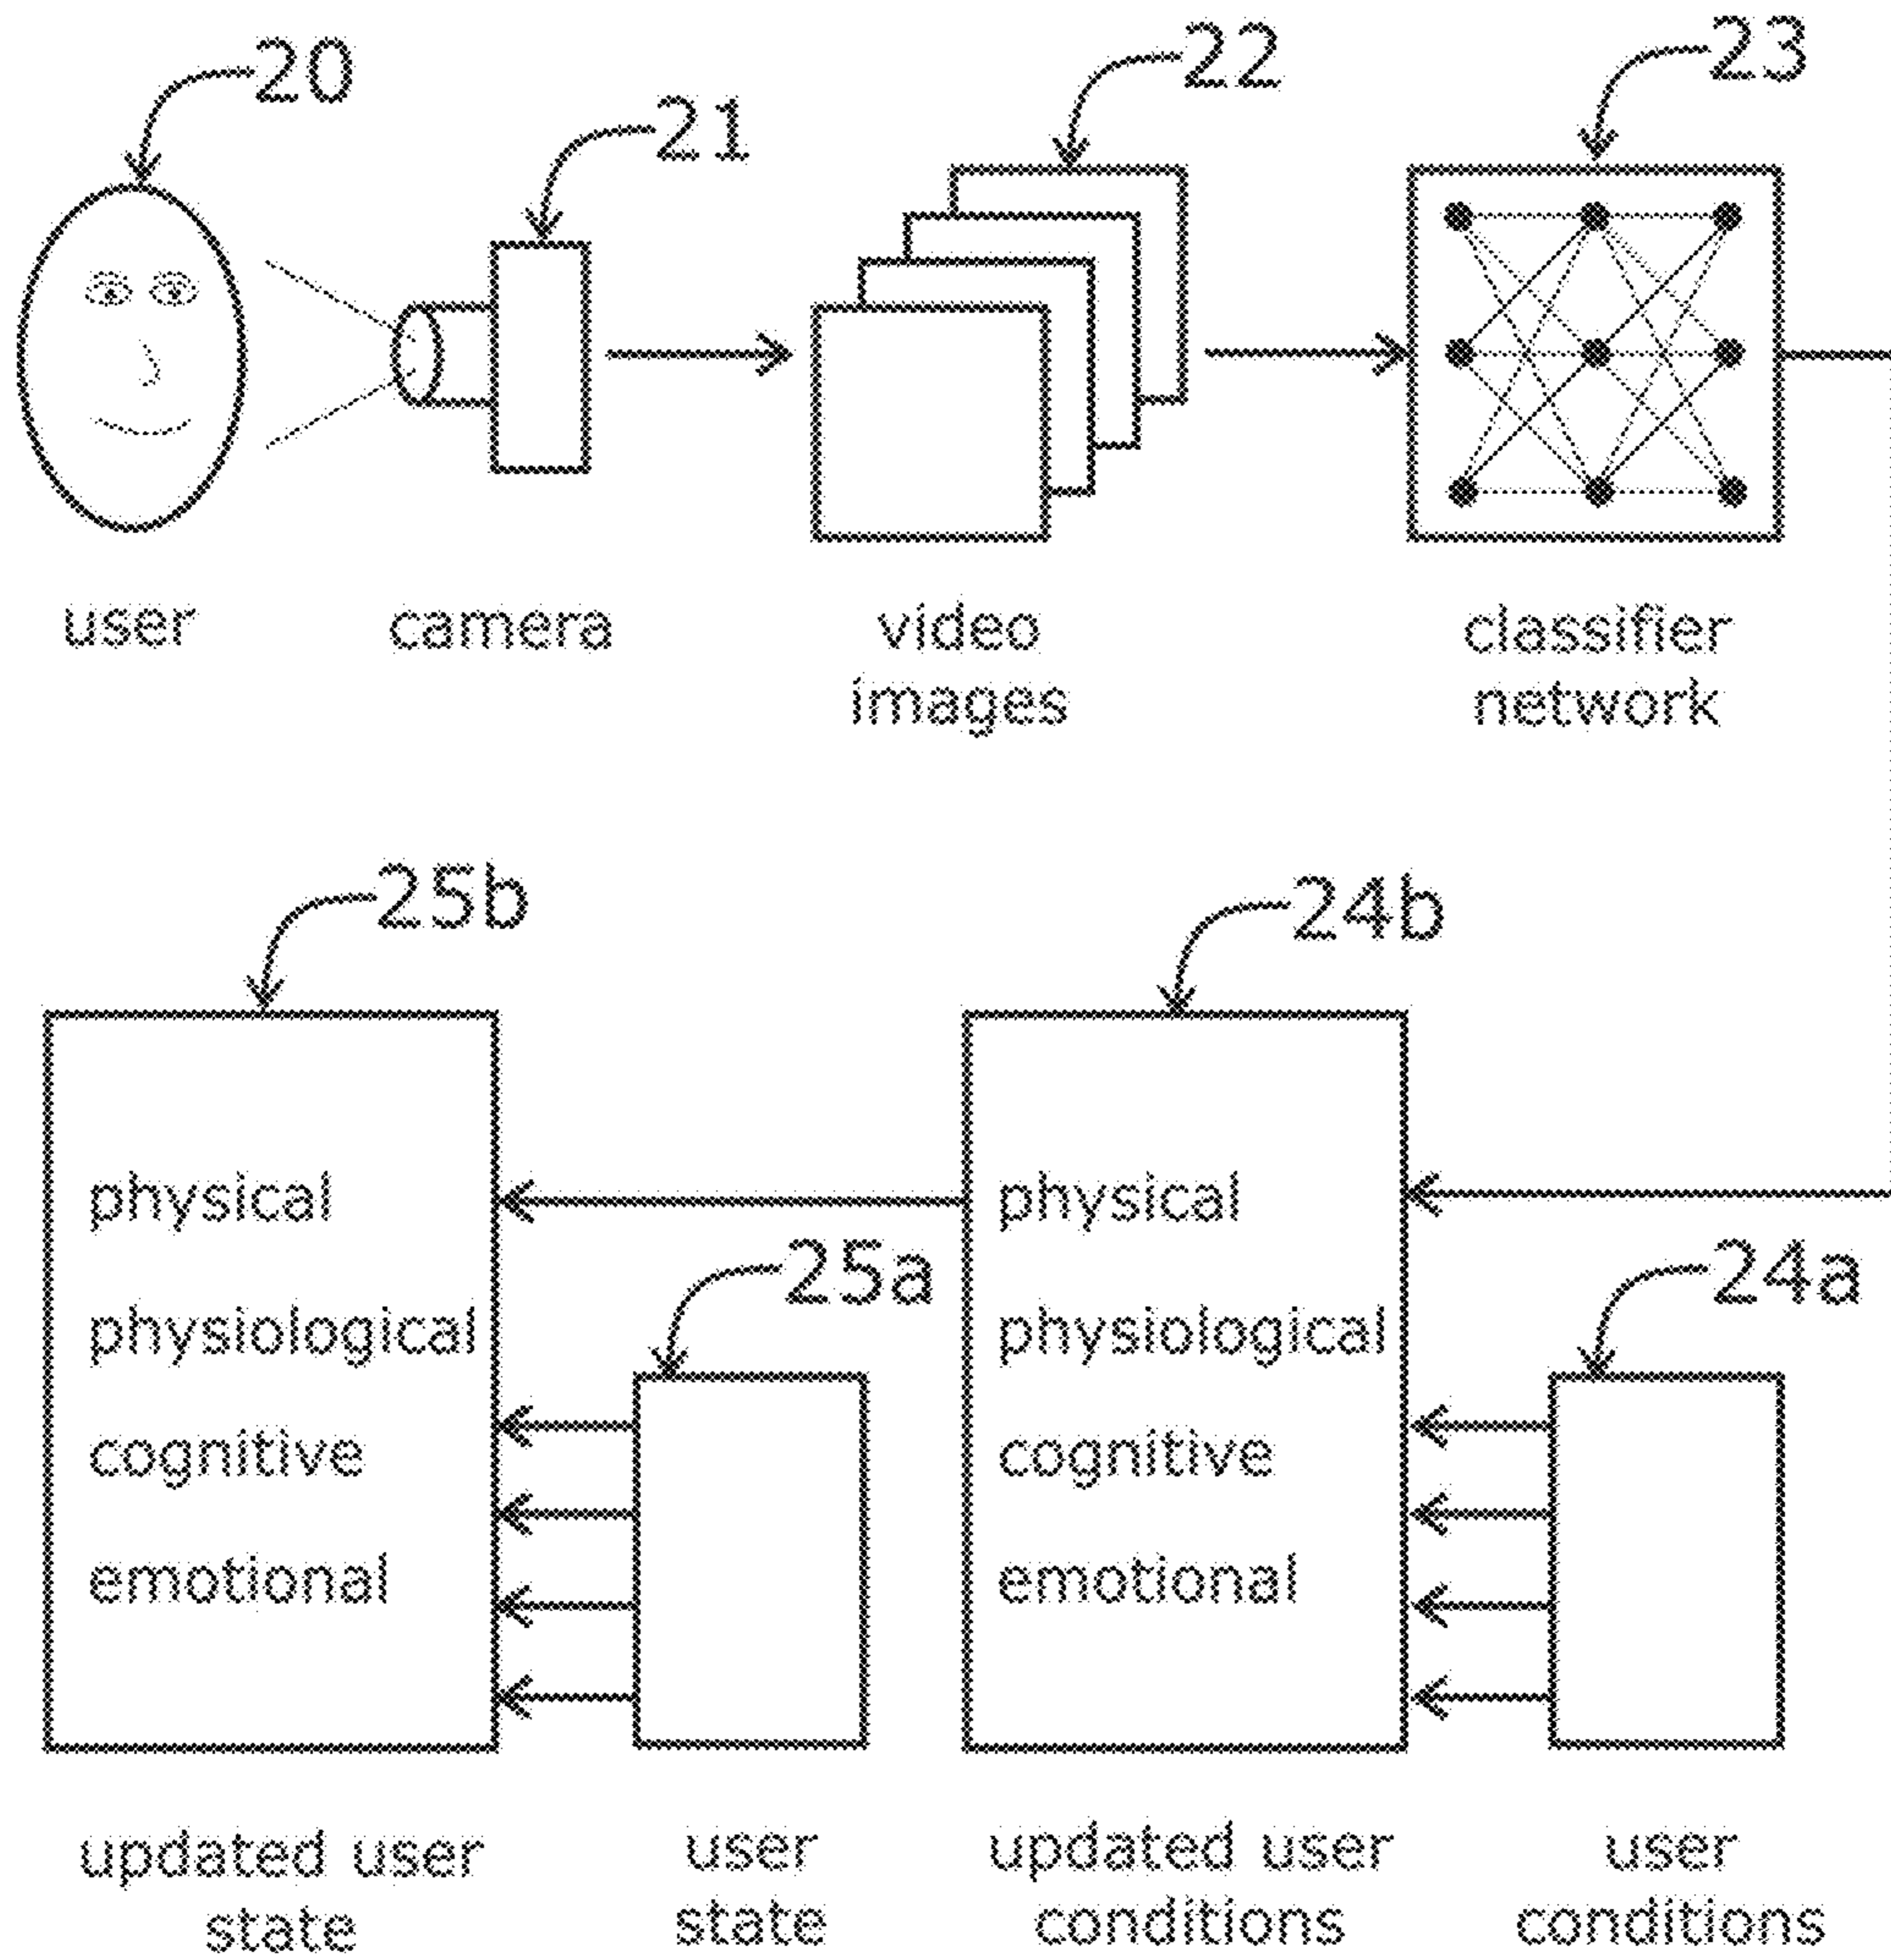 20
21
22
23
user
camera
video
images
classifier
network
25b
24b
physical
physiological
cognitive
emotional
25a
physical
physiological
cognitive
emotional
24a
updated user
state
user
state
updated user
conditions
user
conditions